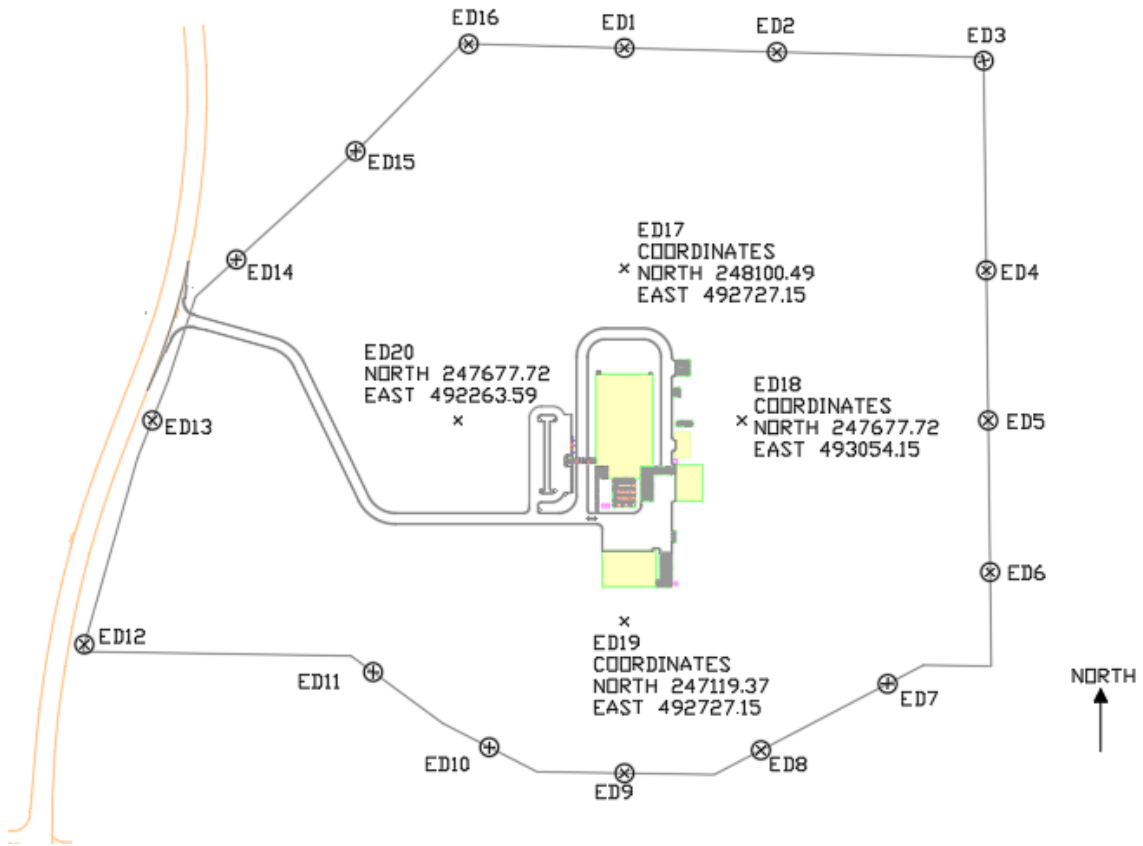 ED16
ED1
ED2
ED3
ED15
ED17
COORDINATES
NORTH 248100.49
EAST 492727.15
ED14
ED4
ED20
NORTH 247677.72
EAST 492263.59
ED18
COORDINATES
NORTH 247677.72
EAST 493054.15
ED13
ED5
ED6
ED12
ED19
COORDINATES
NORTH 247119.37
EAST 492727.15
ED11
ED7
NORTH
ED10
ED8
ED9